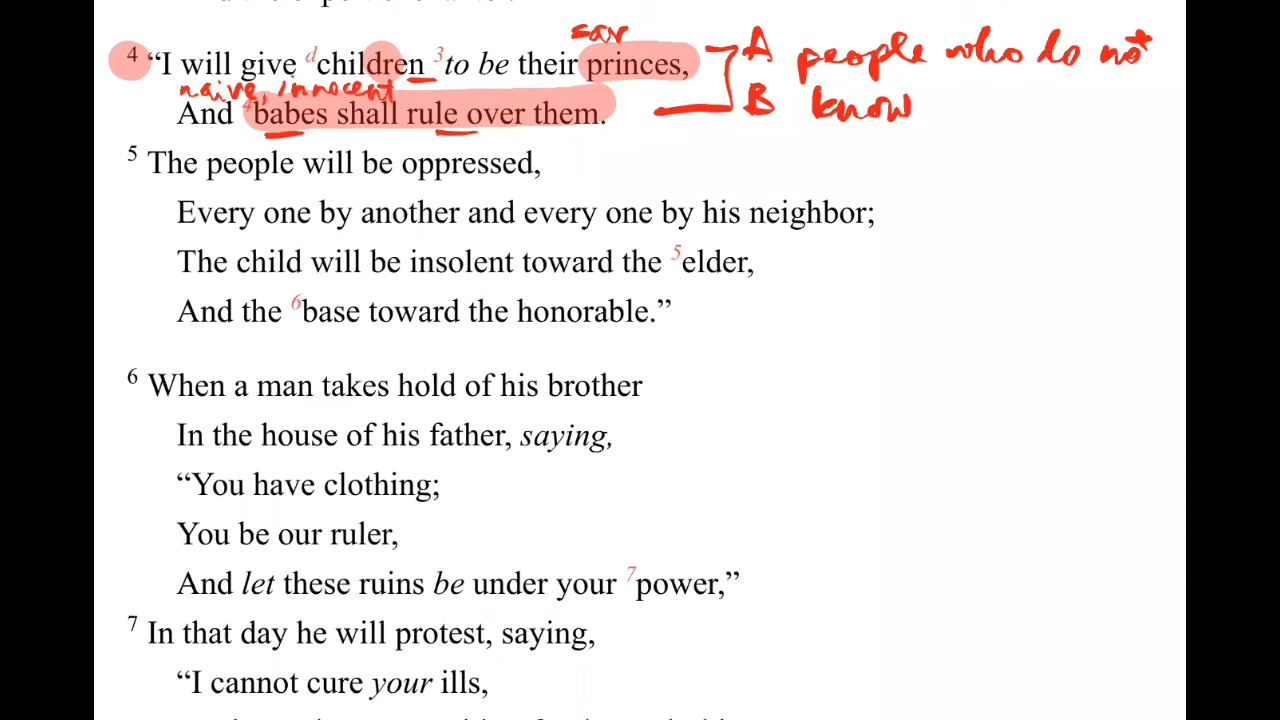 sar
4 “I will give d children 3 to be their princes, A people who do not
naive, innocent
And 4 babes shall rule over them. B know
5 The people will be oppressed,
Every one by another and every one by his neighbor;
The child will be insolent toward the 5 elder,
And the 6 base toward the honorable.”
6 When a man takes hold of his brother
In the house of his father, saying,
“You have clothing;
You be our ruler,
And let these ruins be under your 7 power,”
7 In that day he will protest, saying,
“I cannot cure your ills,